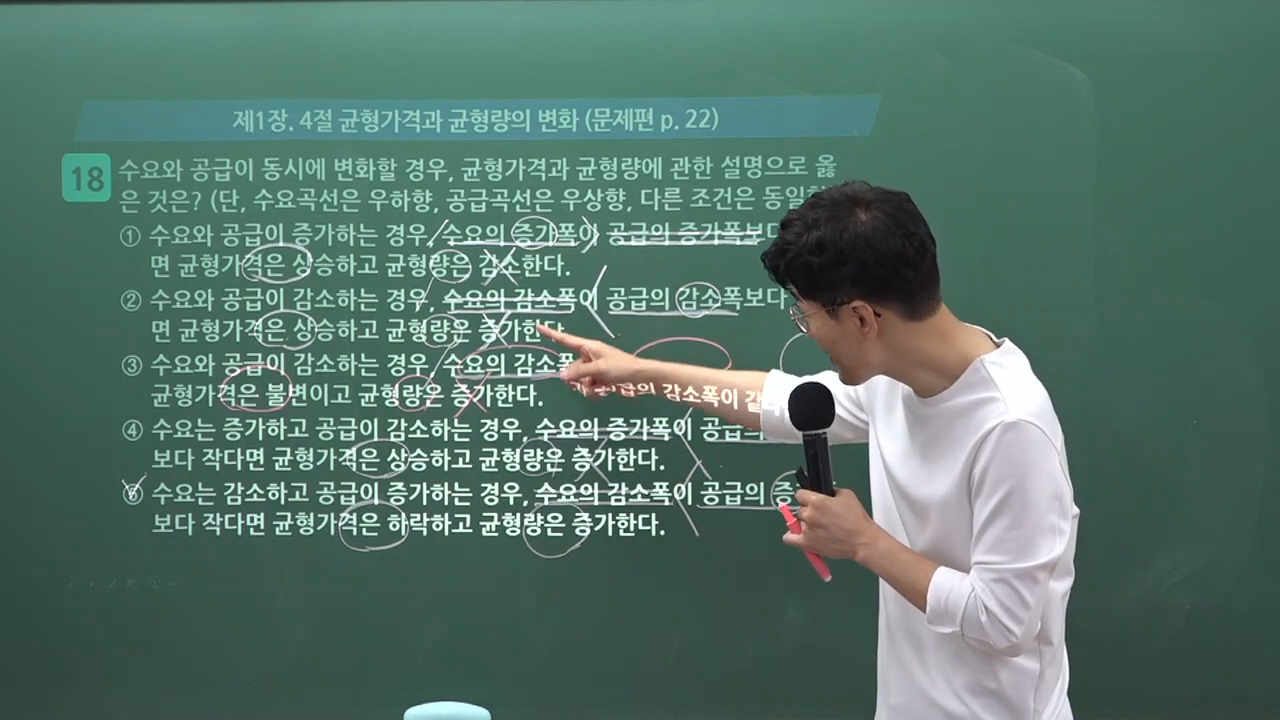 제1장. 4절 균형가격과 균형량의 변화 (문제편 p. 22)
18 수요와 공급이 동시에 변화할 경우, 균형가격과 균형량에 관한 설명으로 옳
은 것은? (단, 수요곡선은 우하향, 공급곡선은 우상향, 다른 조건은
① 수요와 공급이 증가하는 경우, 수요의 증가폭이 공급의 증가폭보다
면 균형가격은 상승하고 균형량은 감소한다.
② 수요와 공급이 감소하는 경우, 수요의 감소폭이 공급의 감소폭보다
면 균형가격은 상승하고 균형량은 증가한다.
③ 수요와 공급이 감소하는 경우, 수요의 감소폭과 공급의 감소폭이
균형가격은 불변이고 균형량은 증가한다.
④ 수요는 증가하고 공급이 감소하는 경우, 수요의 증가폭이
보다 작다면 균형가격은 상승하고 균형량은 증가한다.
⑤ 수요는 감소하고 공급이 증가하는 경우, 수요의 감소폭이 공급의
보다 작다면 균형가격은 하락하고 균형량은 증가한다.